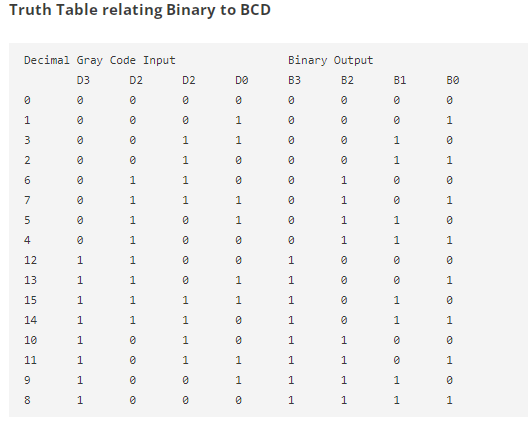 Truth Table relating Binary to BCD
Decimal Gray Code Input Binary Output
D3 D2 D2 D0 B3 B2 B1 B0
0 0 0 0 0 0 0 0 0
1 0 0 0 1 0 0 0 1
3 0 0 1 1 0 0 1 0
2 0 0 1 0 0 0 1 1
6 0 1 1 0 0 1 0 0
7 0 1 1 1 0 1 0 1
5 0 1 0 1 0 1 1 0
4 0 1 0 0 0 1 1 1
12 1 1 0 0 1 0 0 0
13 1 1 0 1 1 0 0 1
15 1 1 1 1 1 0 1 0
14 1 1 1 0 1 0 1 1
10 1 0 1 0 1 1 0 0
11 1 0 1 1 1 1 0 1
9 1 0 0 1 1 1 1 0
8 1 0 0 0 1 1 1 1